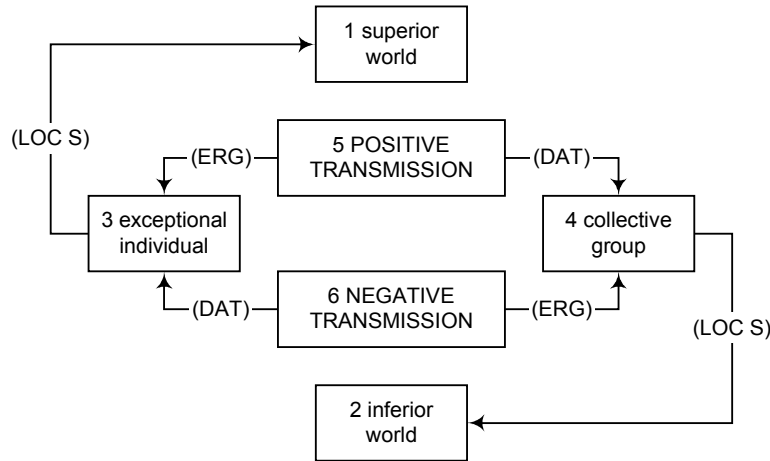 1 superior
world
(LOC S)
5 POSITIVE
TRANSMISSION
(ERG)
(DAT)
3 exceptional
individual
4 collective
group
6 NEGATIVE
TRANSMISSION
(DAT)
(ERG)
(LOC S)
2 inferior
world